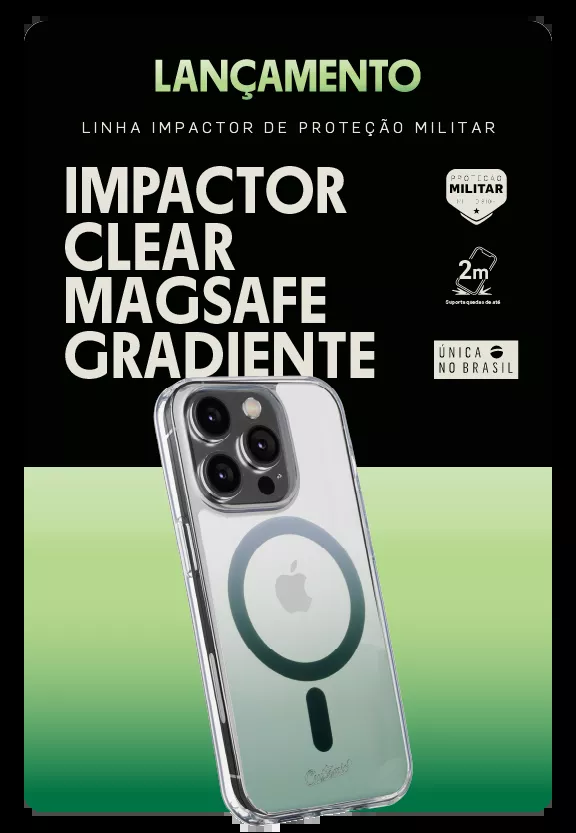 LANÇAMENTO
LINHA IMPACTOR DE PROTEÇÃO MILITAR
IMPACTOR
CLEAR
MAGSAFE
GRADIENTE
PROTEÇÃO
MILITAR
2m
Suporta quedas de até
ÚNICA
NO BRASIL